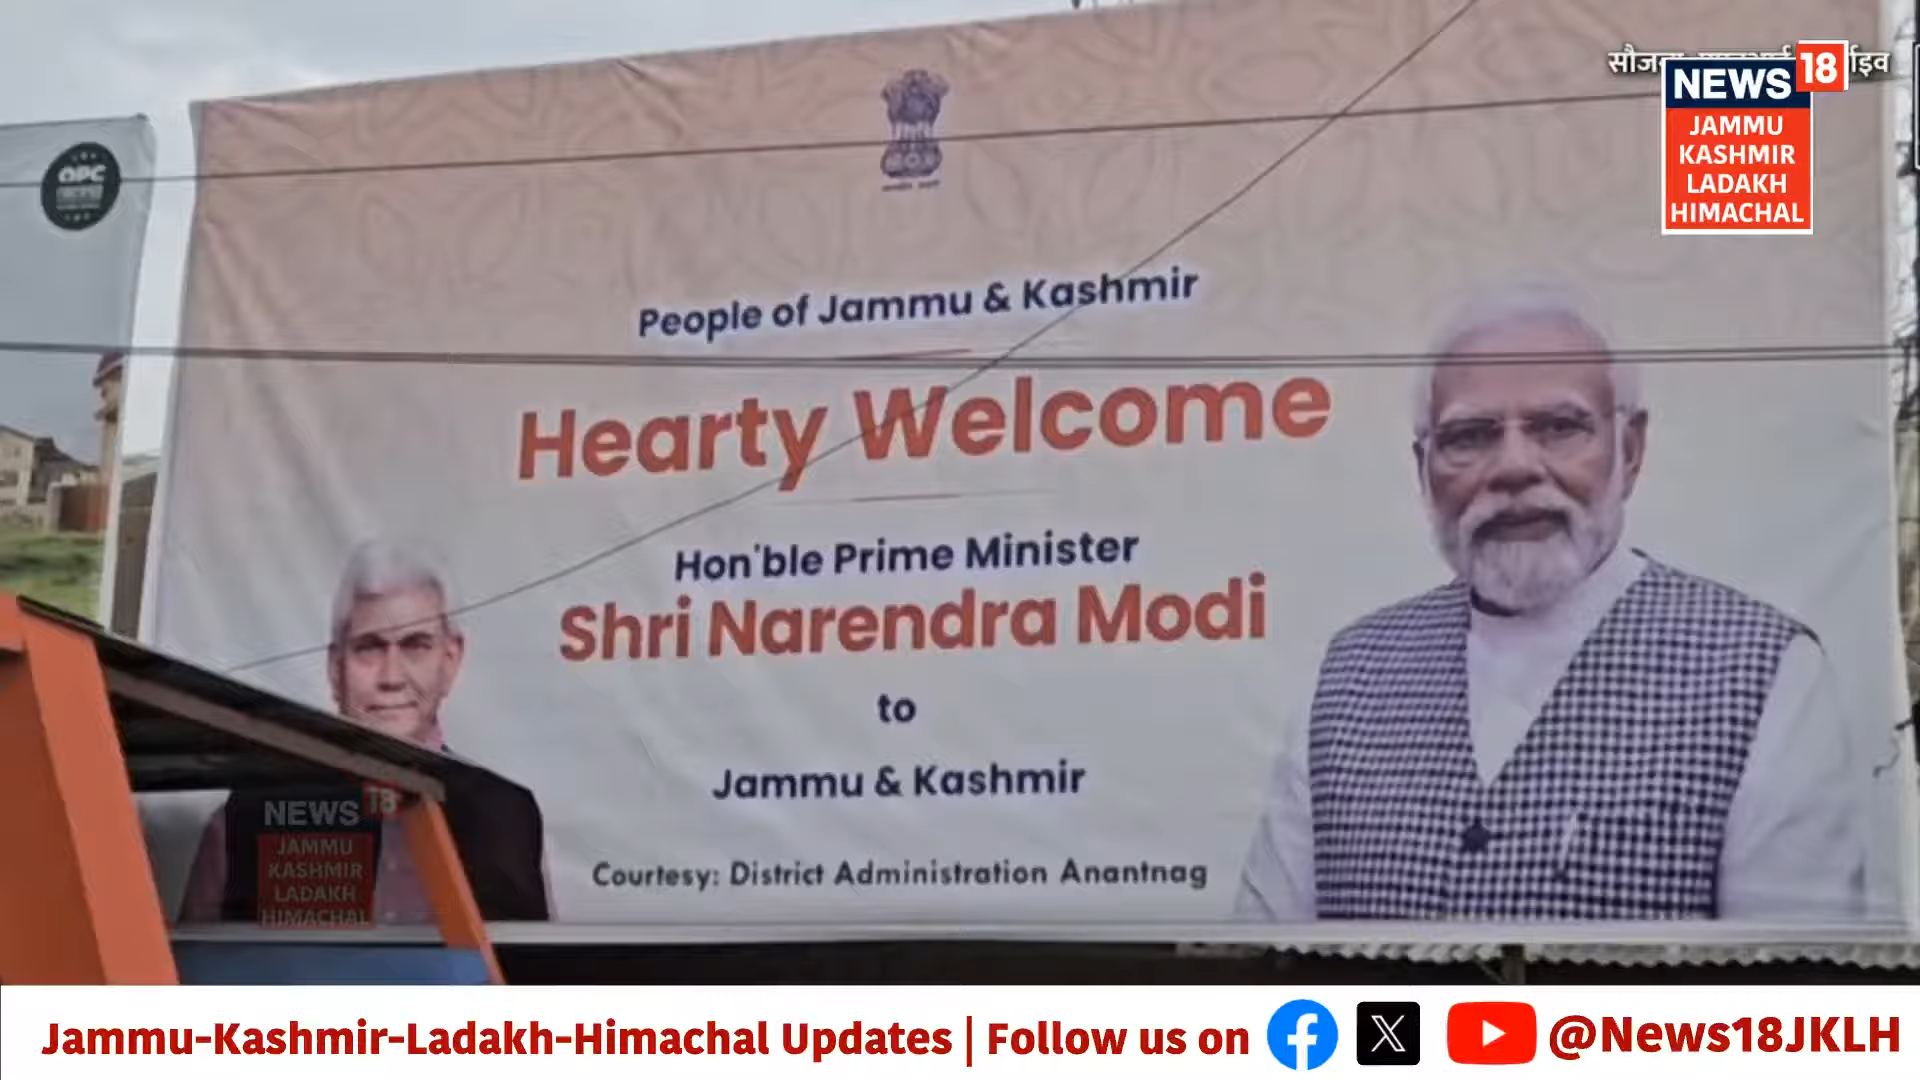 NEWS 18
JAMMU
KASHMIR
LADAKH
HIMACHAL
People of Jammu & Kashmir
Hearty Welcome
Hon'ble Prime Minister
Shri Narendra Modi
to
Jammu & Kashmir
Courtesy: District Administration Anantnag
NEWS 18
JAMMU
KASHMIR
LADAKH
HIMACHAL
Jammu-Kashmir-Ladakh-Himachal Updates | Follow us on @News18JKLH